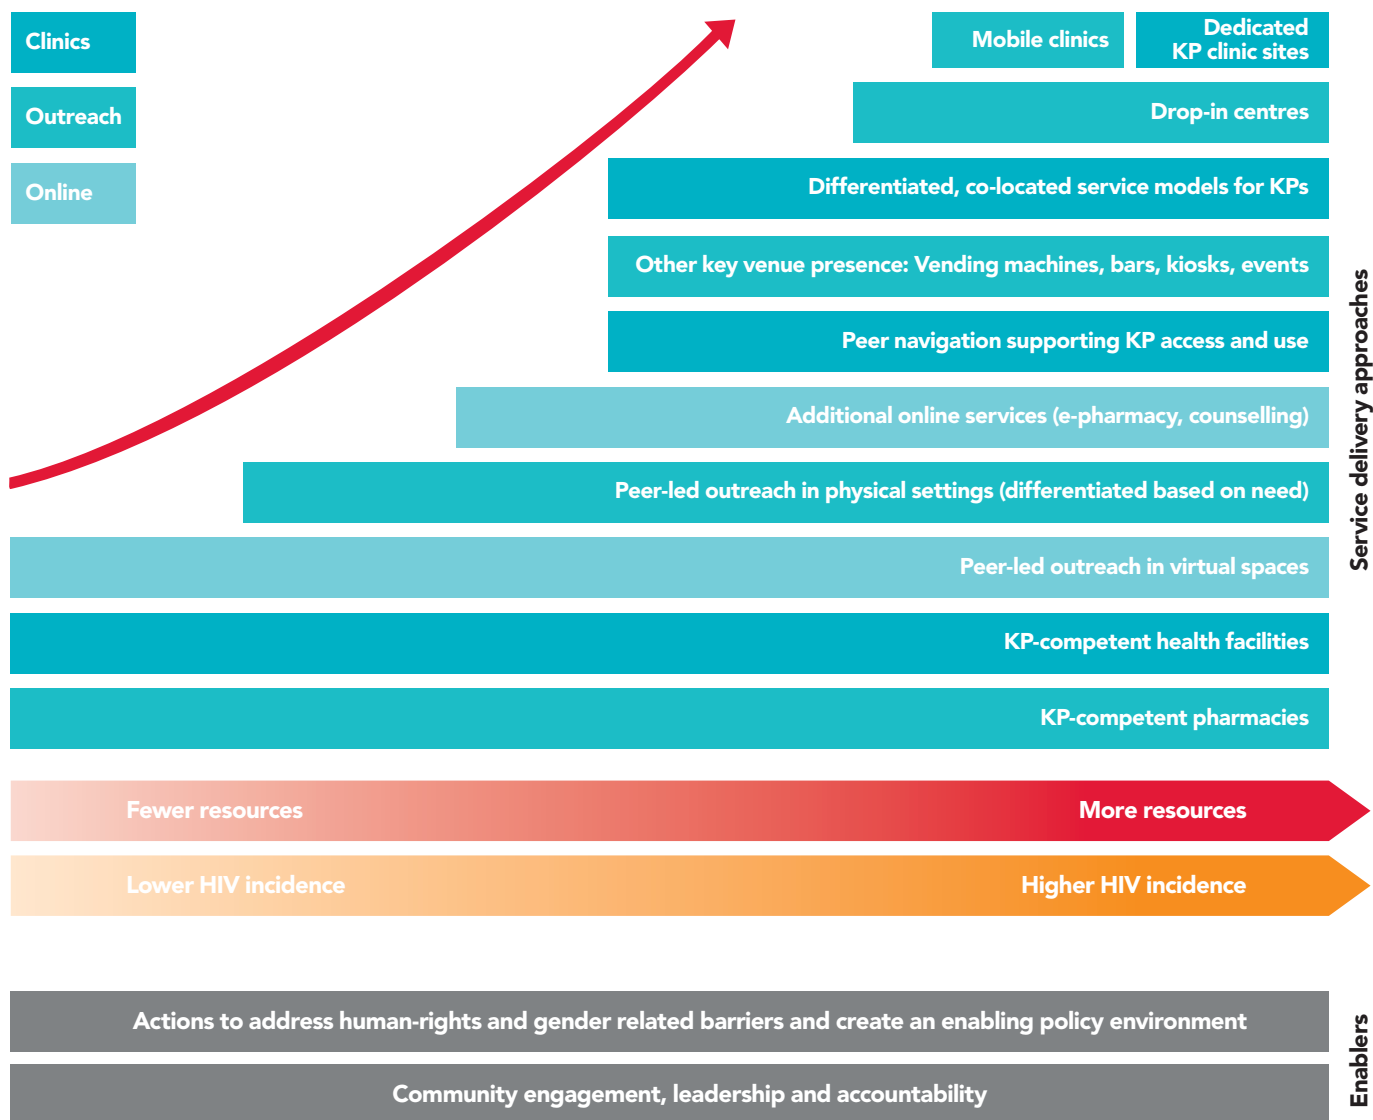 Clinics
Outreach
Online
Mobile clinics
Dedicated
KP clinic sites
Drop-in centres
Differentiated, co-located service models for KPs
Other key venue presence: Vending machines, bars, kiosks, events
Peer navigation supporting KP access and use
Additional online services (e-pharmacy, counselling)
Peer-led outreach in physical settings (differentiated based on need)
Peer-led outreach in virtual spaces
KP-competent health facilities
KP-competent pharmacies
Service delivery approaches
Fewer resources
More resources
Lower HIV incidence
Higher HIV incidence
Actions to address human-rights and gender related barriers and create an enabling policy environment
Community engagement, leadership and accountability
Enablers